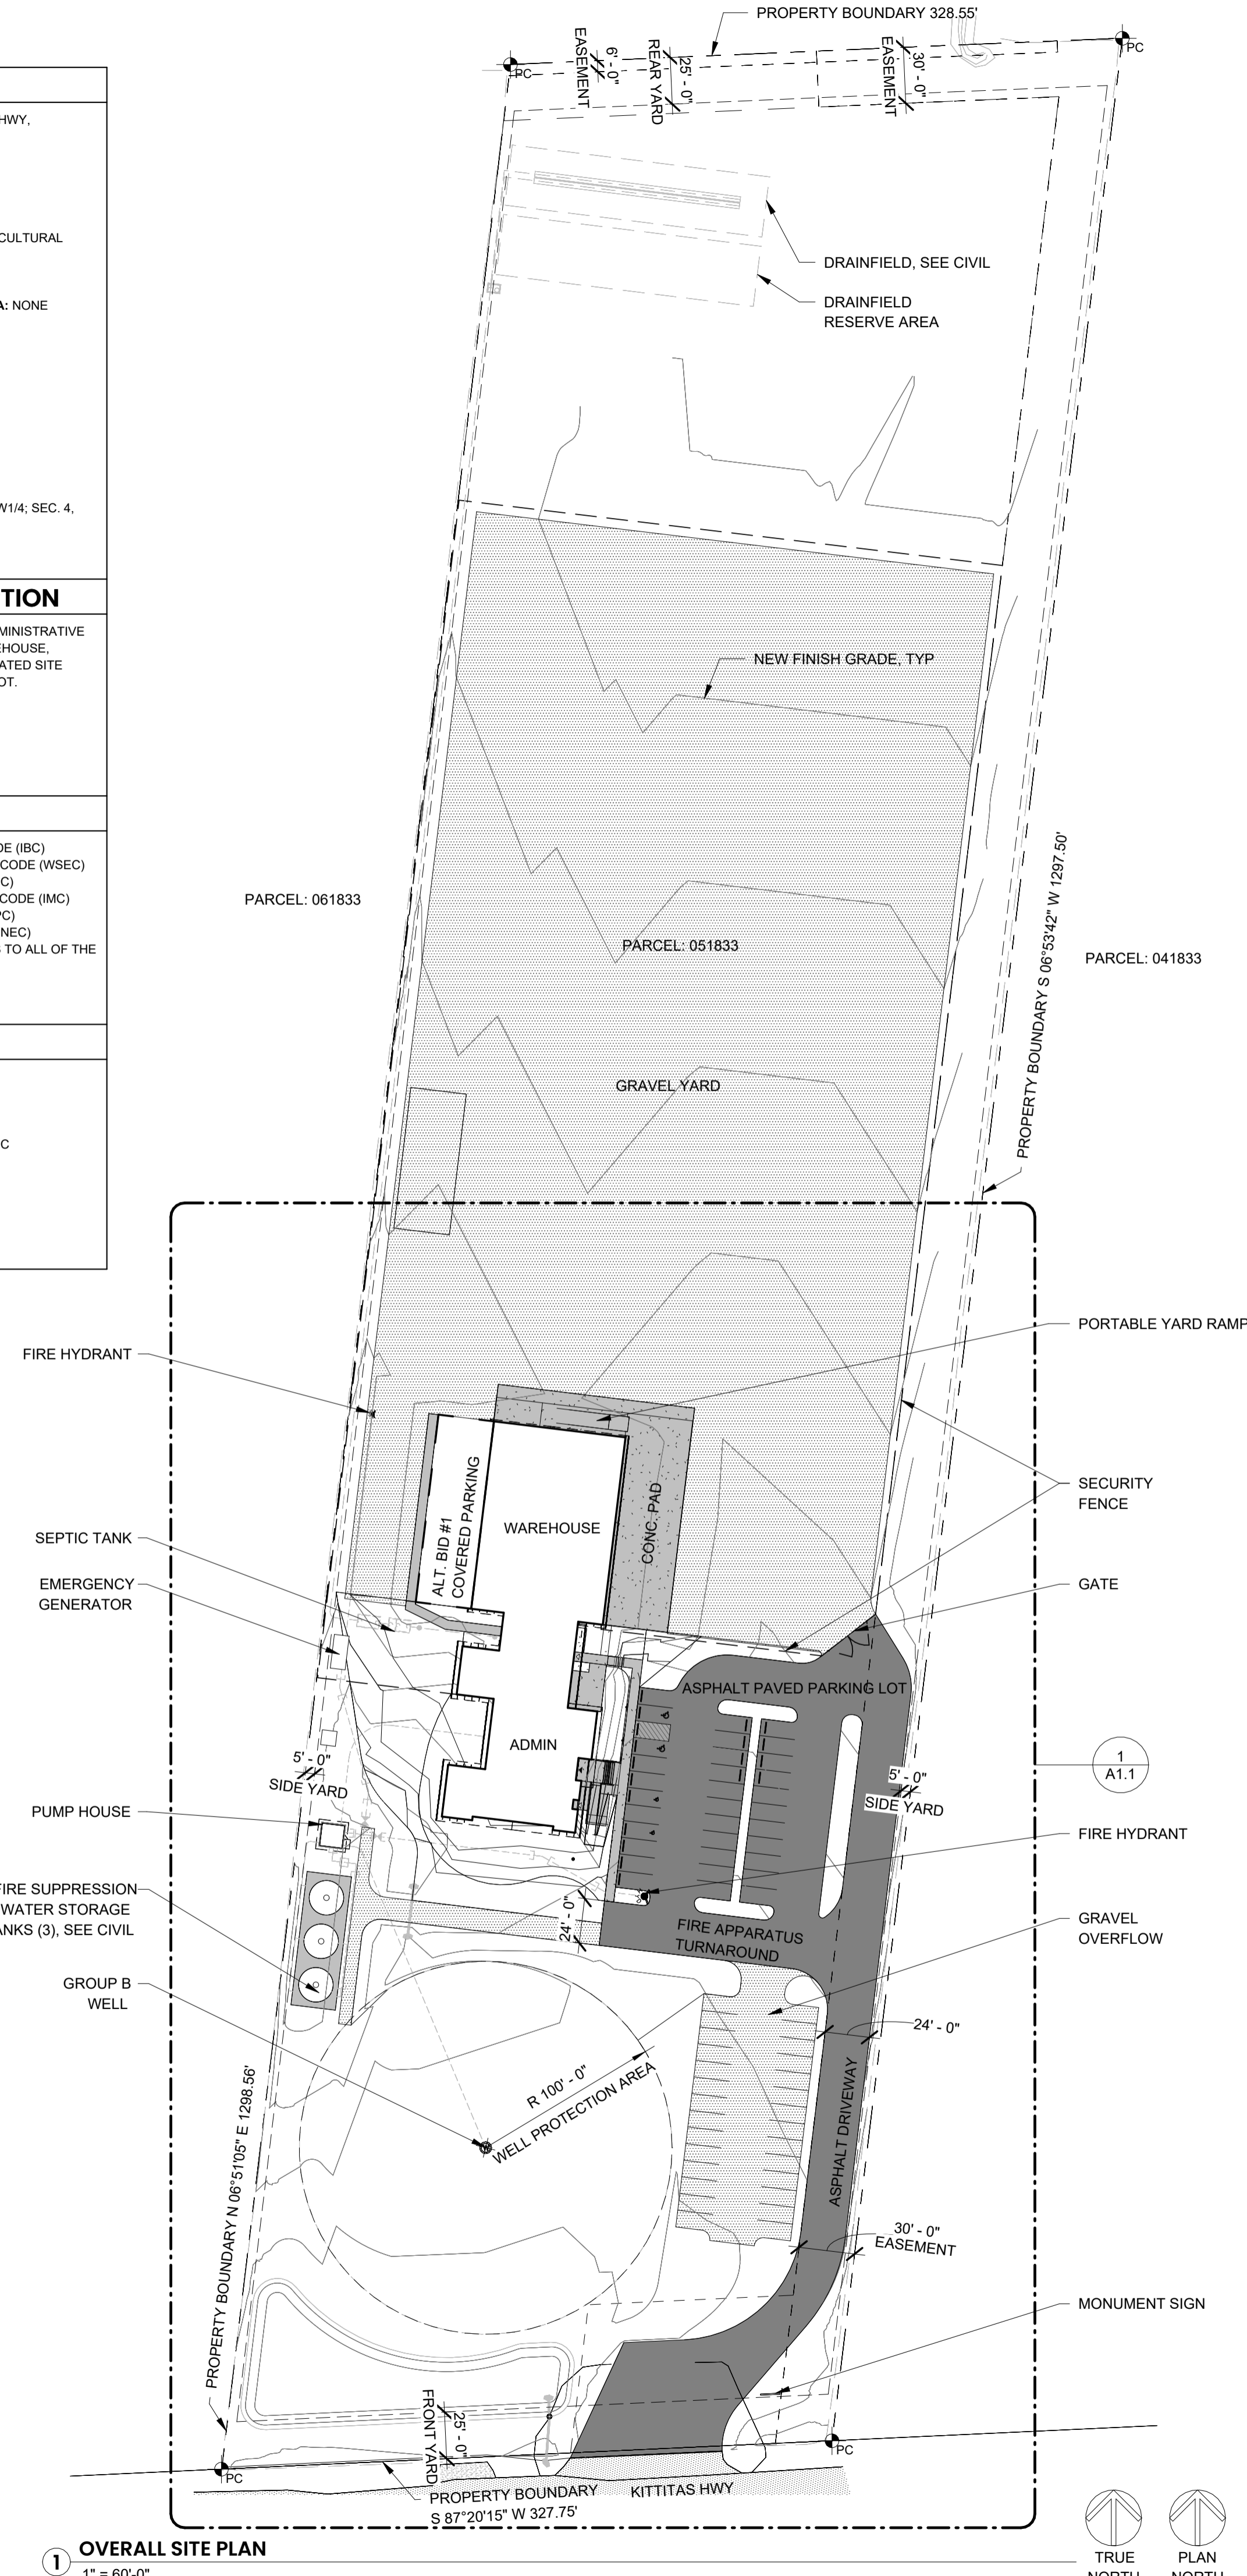 PROPERTY BOUNDARY 328.55'
PC
6' - 0"
EASEMENT
25' - 0"
REAR YARD
30' - 0"
EASEMENT
PC
HWY,
CULTURAL
A: NONE
W1/4; SEC. 4,
TION
MINISTRATIVE
EHOUSE,
ATED SITE
OT.
DE (IBC)
CODE (WSEC)
C)
CODE (IMC)
PC)
(NEC)
S TO ALL OF THE
C
DRAINFIELD, SEE CIVIL
DRAINFIELD
RESERVE AREA
NEW FINISH GRADE, TYP
PARCEL: 061833
PARCEL: 051833
PARCEL: 041833
PROPERTY BOUNDARY S 06°53'42" W 1297.50'
GRAVEL YARD
PORTABLE YARD RAMP
FIRE HYDRANT
SECURITY
FENCE
ALT. BID #1
COVERED PARKING
WAREHOUSE
CONC. PAD
SEPTIC TANK
EMERGENCY
GENERATOR
GATE
ASPHALT PAVED PARKING LOT
ADMIN
5' - 0"
SIDE YARD
5' - 0"
SIDE YARD
1
A1.1
PUMP HOUSE
FIRE HYDRANT
FIRE SUPPRESSION
WATER STORAGE
TANKS (3), SEE CIVIL
24' - 0"
FIRE APPARATUS
TURNAROUND
GRAVEL
OVERFLOW
GROUP B
WELL
24' - 0"
R 100' - 0"
WELL PROTECTION AREA
ASPHALT DRIVEWAY
PROPERTY BOUNDARY N 06°51'05" E 1298.56'
30' - 0"
EASEMENT
MONUMENT SIGN
25' - 0"
FRONT YARD
PC
PC
PROPERTY BOUNDARY
S 87°20'15" W 327.75'
KITTITAS HWY
1 OVERALL SITE PLAN
1" = 60'-0"
TRUE
NORTH
PLAN
NORTH